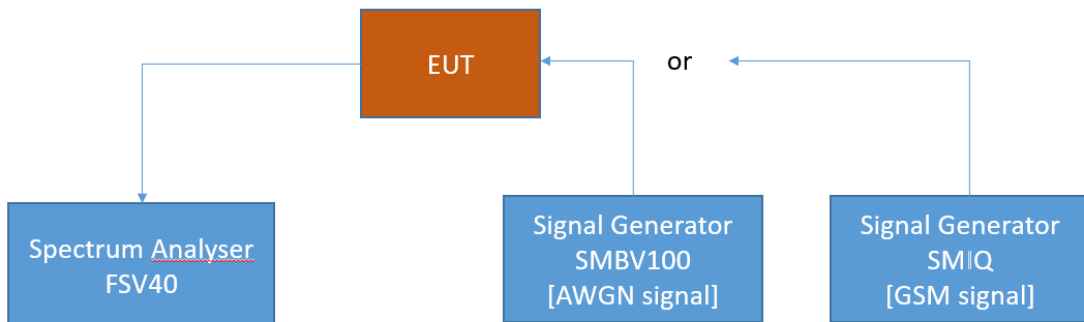 EUT
or
Spectrum Analyser
FSV40
Signal Generator
SMBV100
[AWGN signal]
Signal Generator
SMIQ
[GSM signal]